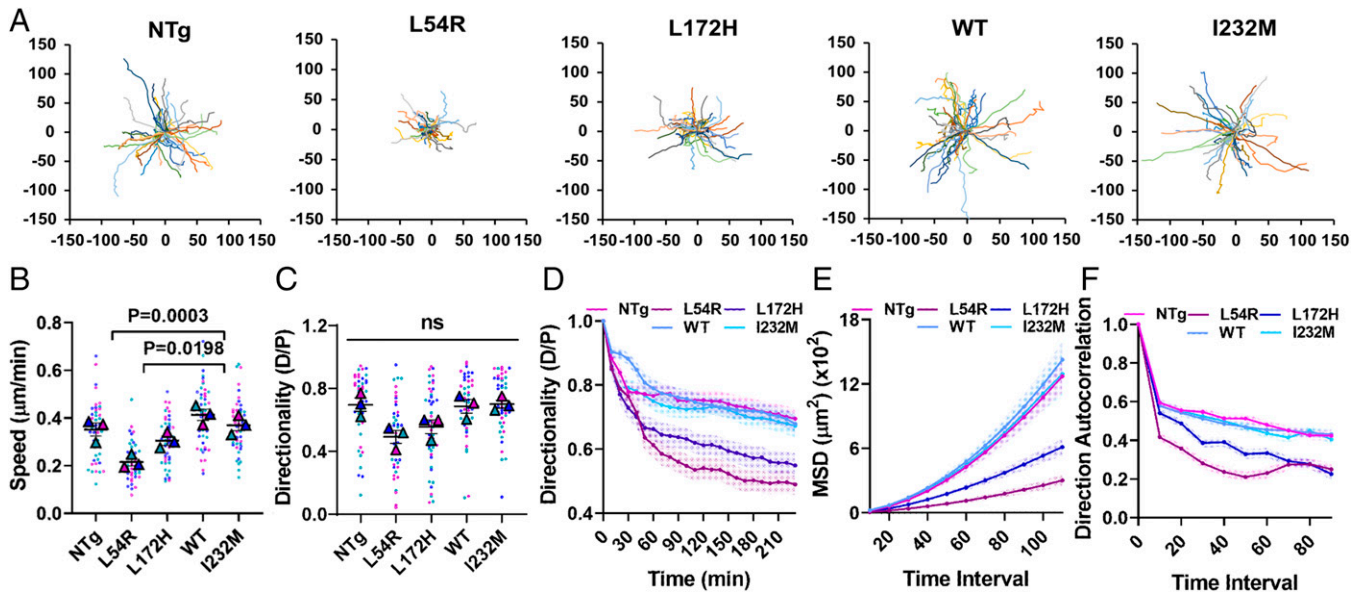 A
NTg
L54R
L172H
WT
I232M
150
100
50
0
-50
-100
-150
-150 -100 -50 0 50 100 150
150
100
50
0
-50
-100
-150
-150 -100 -50 0 50 100 150
150
100
50
0
-50
-100
-150
-150 -100 -50 0 50 100 150
150
100
50
0
-50
-100
-150
-150 -100 -50 0 50 100 150
150
100
50
0
-50
-100
-150
-150 -100 -50 0 50 100 150
B
P=0.0003
P=0.0198
Speed (μm/min)
0.8
0.6
0.4
0.2
0.0
NTg L54R L172H WT I232M
C
ns
Directionality (D/P)
1.2
0.8
0.4
0.0
NTg L54R L172H WT I232M
D
NTg L54R L172H
WT I232M
Directionality (D/P)
1.0
0.8
0.6
0.4
0 30 60 90 120 150 180 210
Time (min)
E
NTg L54R L172H
WT I232M
MSD (μm²) (x10²)
18
12
6
0
20 40 60 80 100
Time Interval
F
NTg L54R L172H
WT I232M
Direction Autocorrelation
1.0
0.8
0.6
0.4
0.2
0.0
0 20 40 60 80
Time Interval